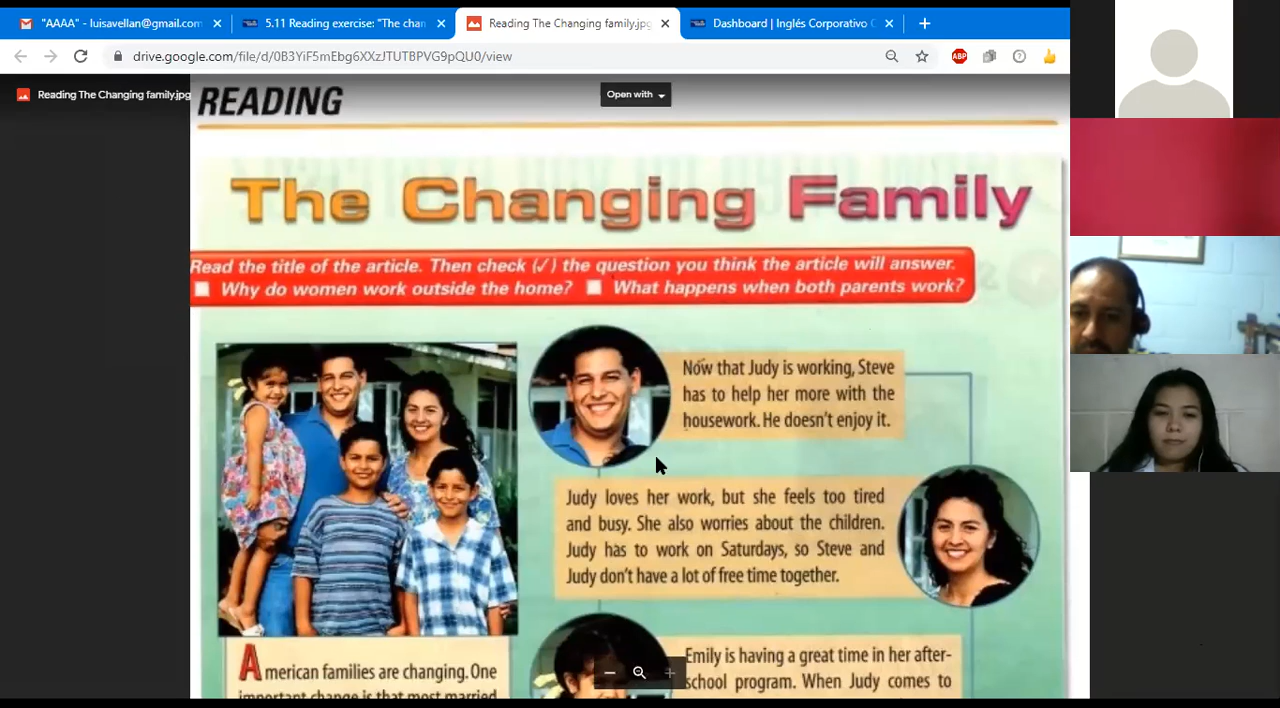 "AAAA" - luisavellan@gmail.com
5.11 Reading exercise: "The chan
Reading The Changing family.jpg
Dashboard | Inglés Corporativo
drive.google.com/file/d/0B3YiF5mEbg6XXzJTUTBPVG9pQU0/view
ABP
Reading The Changing family.jpg
Open with
READING
The Changing Family
Read the title of the article. Then check (✓) the question you think the article will answer.
Why do women work outside the home? What happens when both parents work?
Now that Judy is working, Steve
has to help her more with the
housework. He doesn't enjoy it.
Judy loves her work, but she feels too tired
and busy. She also worries about the children.
Judy has to work on Saturdays, so Steve and
Judy don't have a lot of free time together.
American families are changing. One
important change is that most married
Emily is having a great time in her after-
school program. When Judy comes to